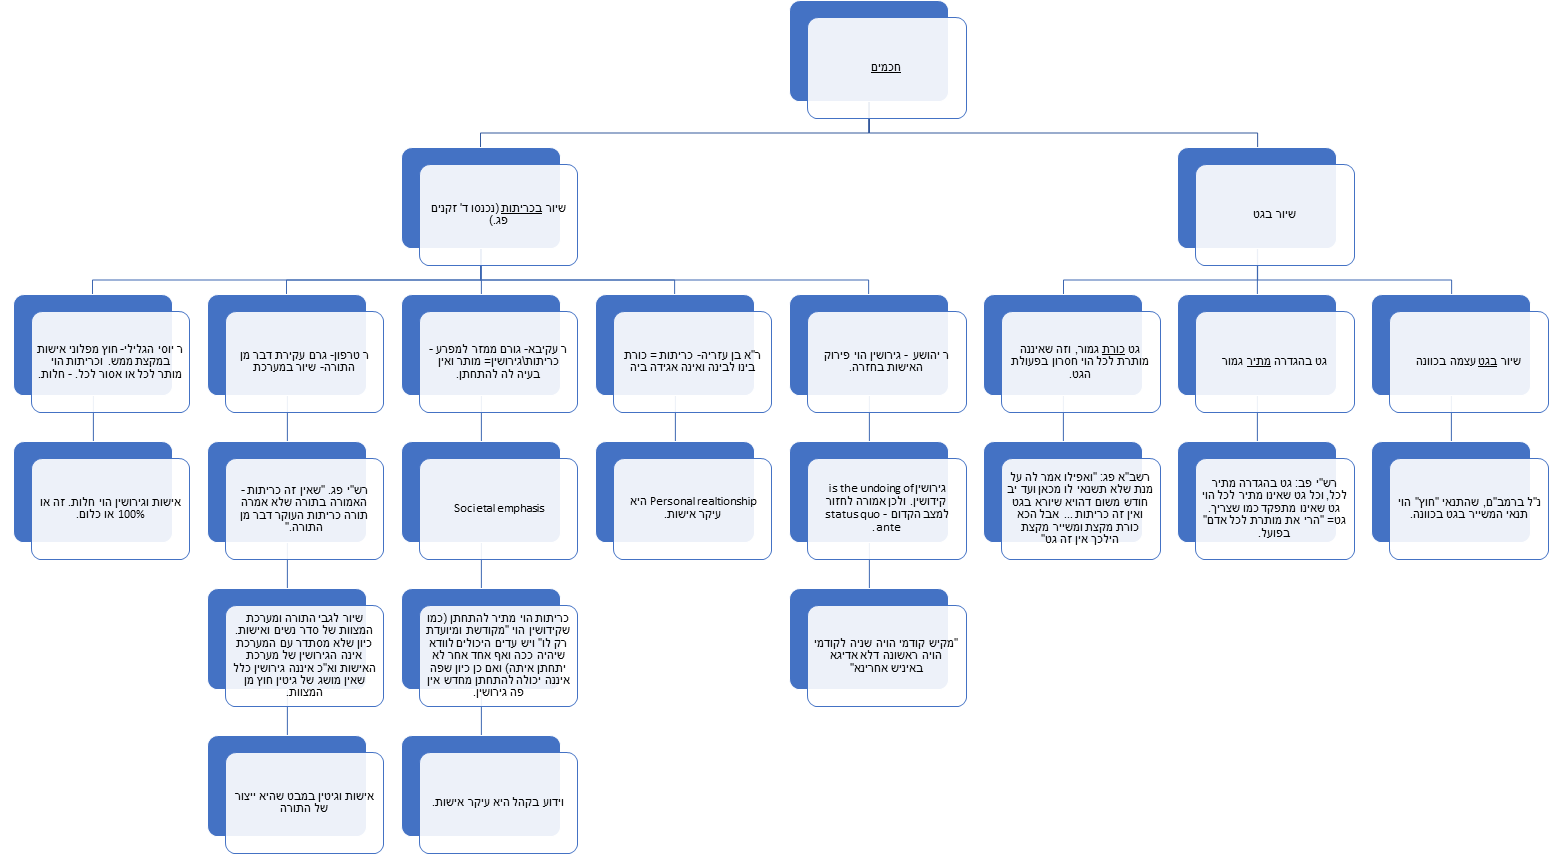 חכמים
שיור בגט
שיור בכריתות (נכנסו ד' זקנים
פג.)
שיור בגט עצמה בכוונה
גט בהגדרה מתיר גמור
גט כורת גמור, וזה שאיננה
מותרת לכל הוי חסרון בפעולת
הגט.
ר יהושע - גירושין הוי פירוק
האישות בחזרה.
ר"א בן עזריה- כריתות = כורת
בינו לבינה ואינה אגידה ביה
ר עקיבא- גורם ממזר למפרע -
כריתות\גירושין= מותר ואין
בעיה לה להתחתן.
ר טרפון- גרם עקירת דבר מן
התורה- שיור במערכת
ר יוסי הגלילי- חוץ מפלוני אישות
במקצת ממש. וכריתות הוי
מותר לכל או אסור לכל. - חלות.
נ"ל ברמב"ם, שהתנאי "חוץ" הוי
תנאי המשייר בגט בכוונה.
רש"י פב: גט בהגדרה מתיר
לכל, וכל גט שאינו מתיר לכל הוי
גט שאינו מתפקד כמו שצריך.
גט= "הרי את מותרת לכל אדם"
בפועל.
רשב"א פג: "ואפילו אמר לה על
מנת שלא תשנאי לו מכאן ועד יב
חודש משום דהויא שיורא בגט
ואין זה כריתות ... אבל הכא
כורת מקצת ומשייר מקצת
הילכך אין זה גט"
גירושין is the undoing of
קידושין. ולכן אמורה לחזור
למצב הקדום - status quo
ante.
Personal realtionship היא
עיקר אישות.
Societal emphasis
רש"י פג. "שאין זה כריתות -
האמורה בתורה שלא אמרה
תורה כריתות העוקר דבר מן
התורה."
אישות וגירושין הוי חלות. זה או
100% או כלום.
"מקיש קודמי הויה שניה לקודמי
הויה ראשונה דלא אדיגא
באיניש אחרינא"
כריתות הוי מתיר להתחתן (כמו
שקידושין הוי "מקודשת ומיועדת
רק לו" ויש עדים היכולים לוודא
שיהיה ככה ואף אחד אחר לא
יתחתן איתה) ואם כן כיון שפה
איננה יכולה להתחתן מחדש אין
פה גירושין.
שיור לגבי התורה ומערכת
המצוות של סדר נשים ואישות.
כיון שלא מסתדר עם המערכת
אינה הגירושין של מערכת
האישות וא"כ איננה גירושין כלל
שאין מושג של גיטין חוץ מן
המצוות.
וידוע בקהל היא עיקר אישות.
אישות וגיטין במבט שהיא ייצור
של התורה